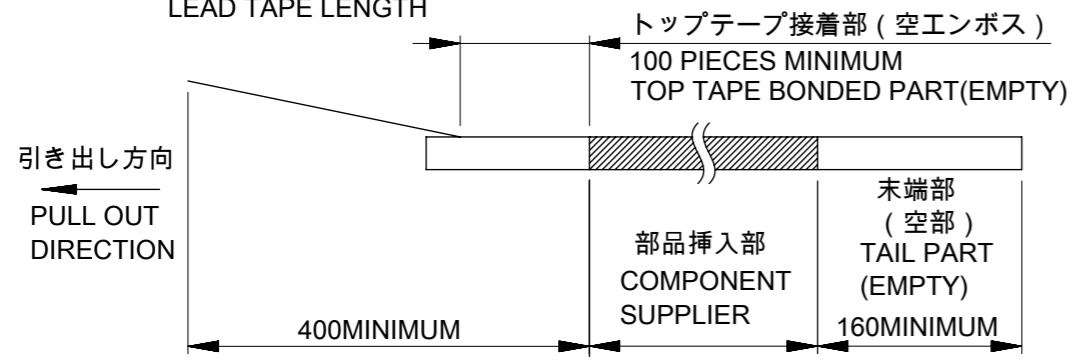 LEAD TAPE LENGTH
トップテープ接着部 ( 空エンボス )
100 PIECES MINIMUM
TOP TAPE BONDED PART(EMPTY)
引き出し方向
PULL OUT
DIRECTION
部品挿入部
COMPONENT
SUPPLIER
末端部
( 空部 )
TAIL PART
(EMPTY)
400MINIMUM
160MINIMUM